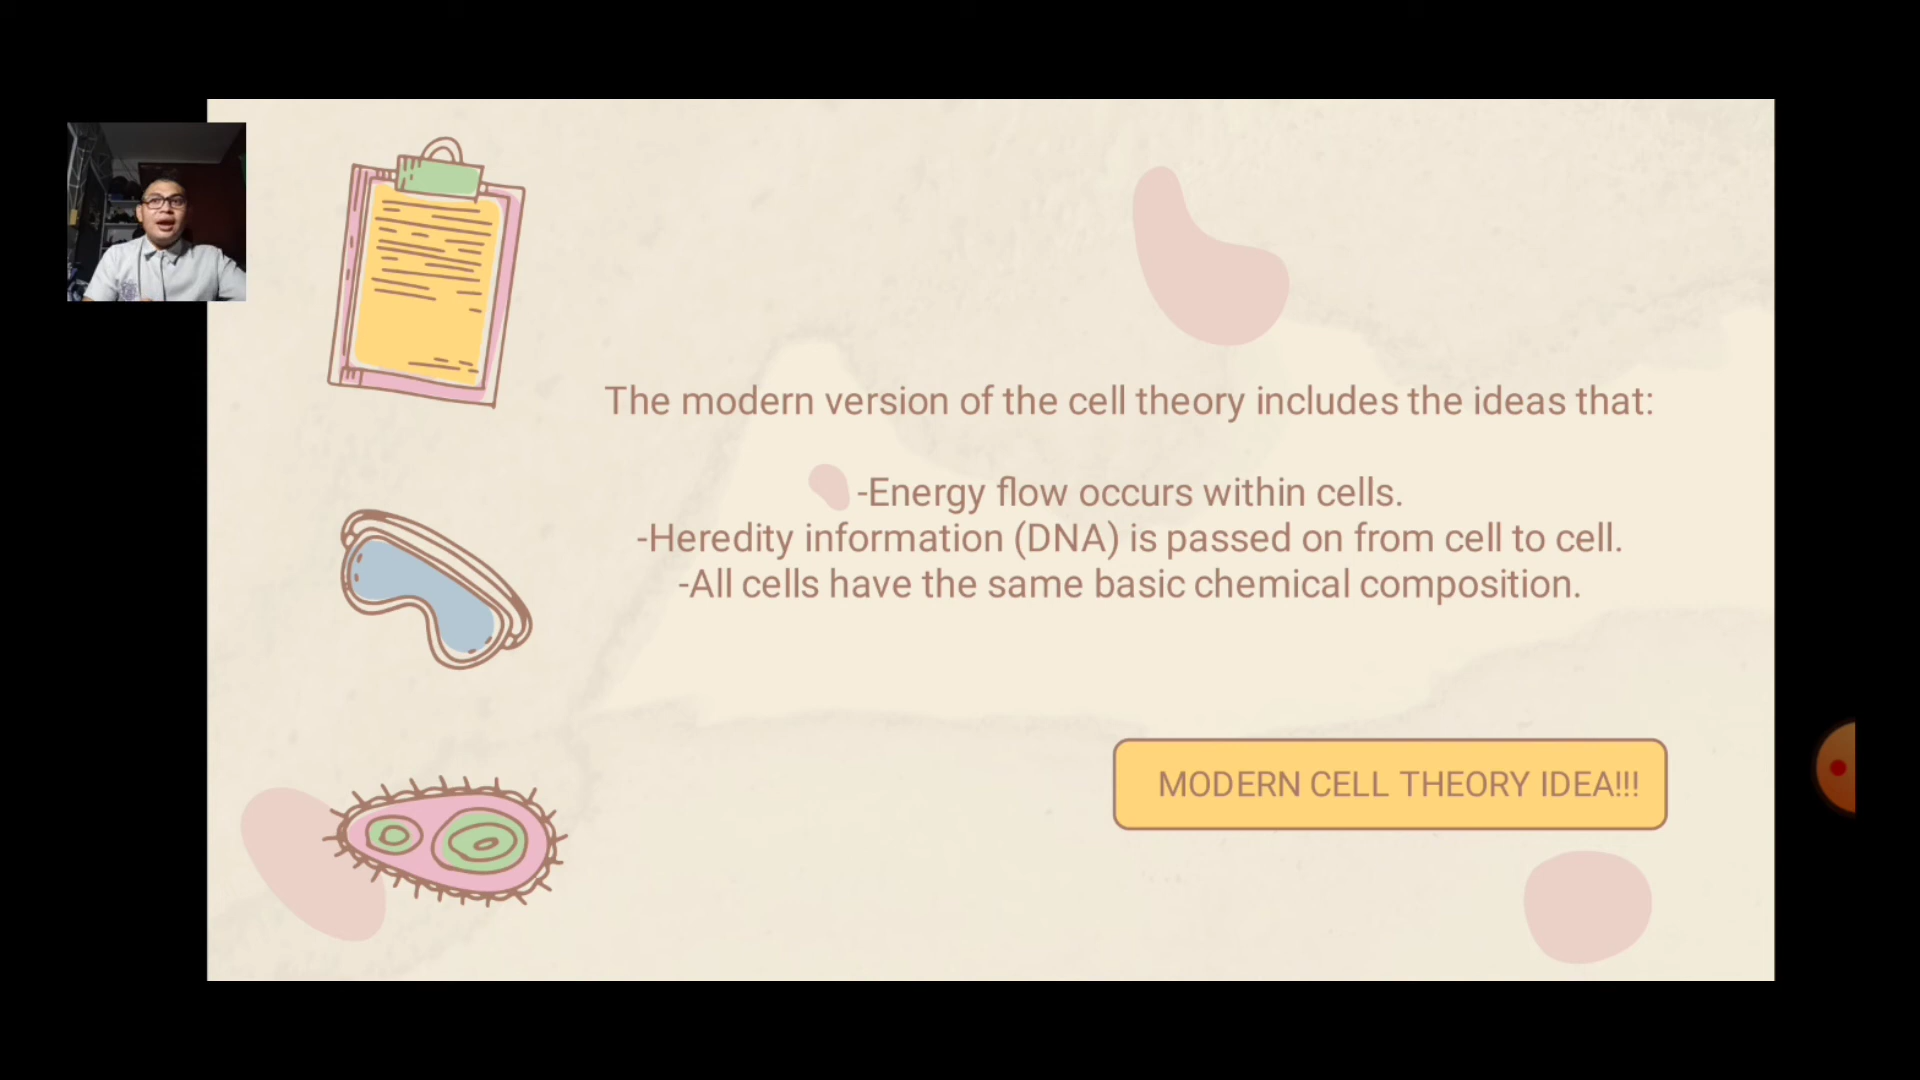 The modern version of the cell theory includes the ideas that:
-Energy flow occurs within cells.
-Heredity information (DNA) is passed on from cell to cell.
-All cells have the same basic chemical composition.
MODERN CELL THEORY IDEA!!!